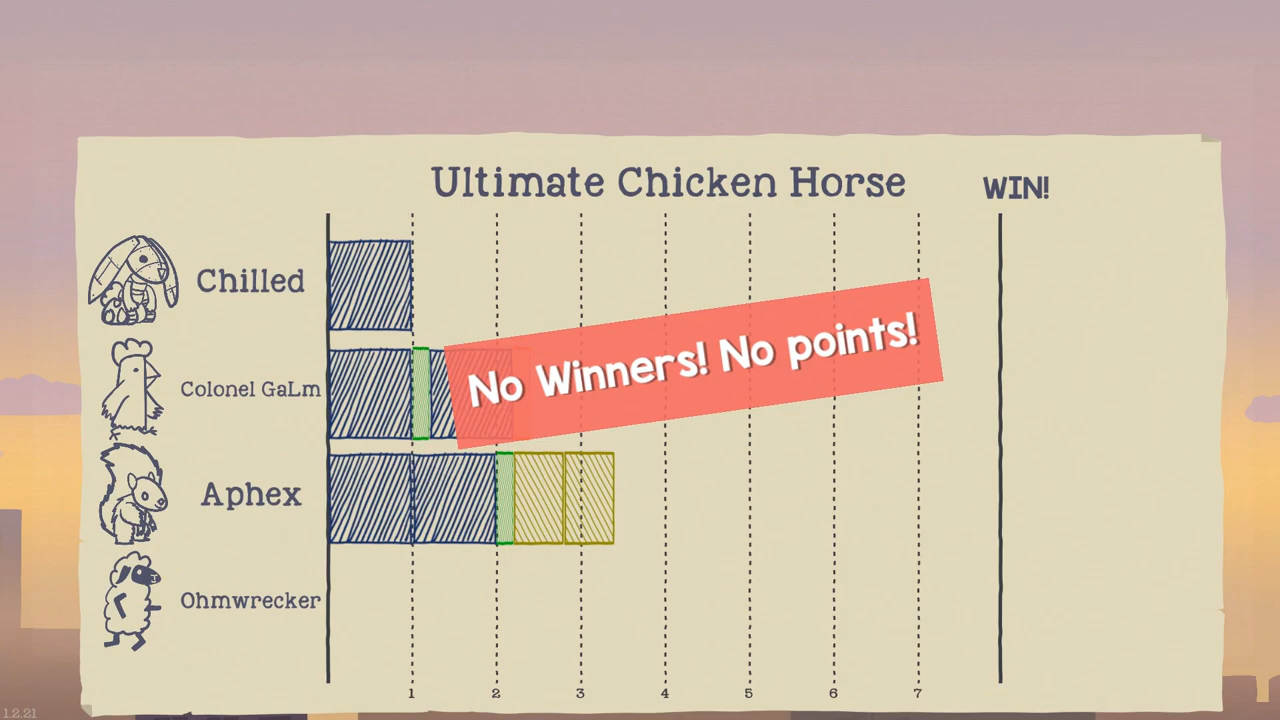 Ultimate Chicken Horse
WIN!
Chilled
No Winners! No points!
Colonel GaLm
Aphex
Ohmwrecker
1 2 3 4 5 6 7
1.2.21